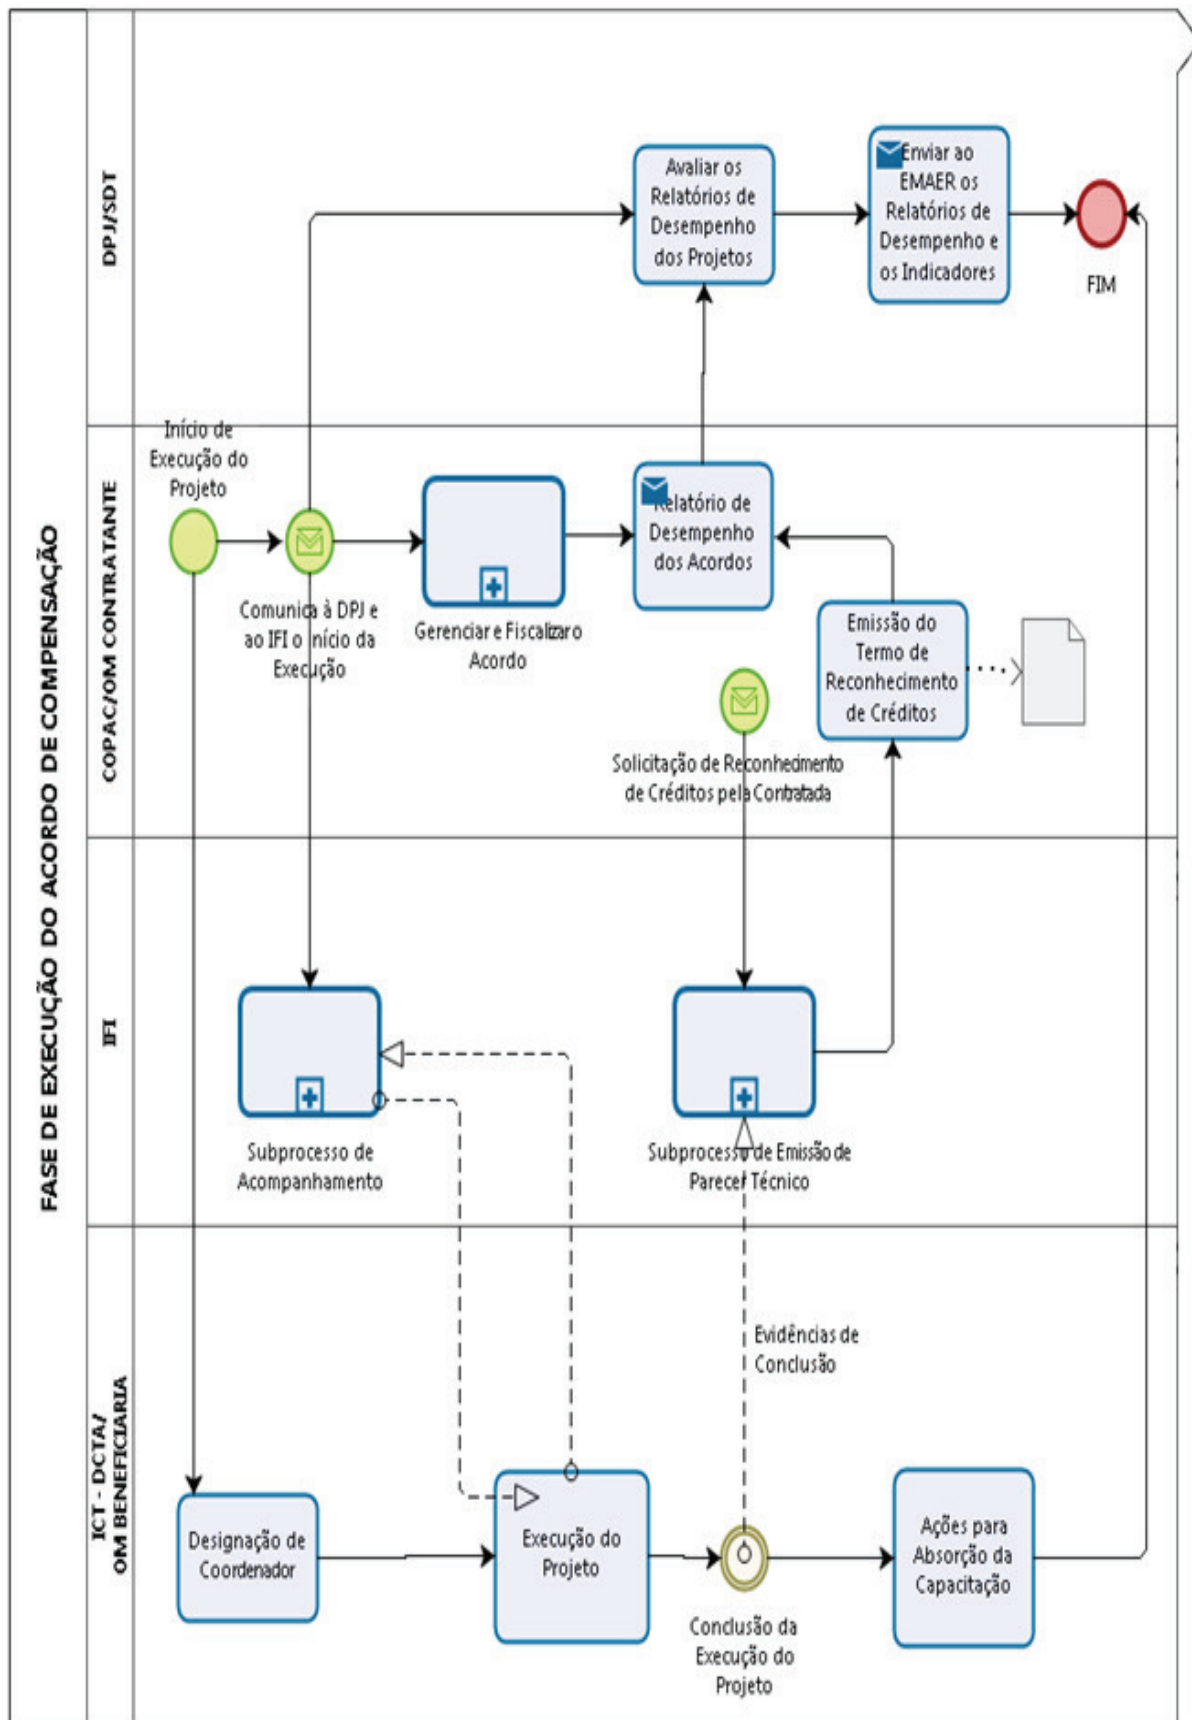 FASE DE EXECUÇÃO DO ACORDO DE COMPENSAÇÃO
DPJ/SDT
Avaliar os
Relatórios de
Desempenho
dos Projetos
Enviar ao
EMAER os
Relatórios de
Desempenho e
os Indicadores
FIM
COPAC/OM CONTRATANTE
Início de
Execução do
Projeto
Comunica à DPJ e
ao IFI o início da
Execução
Gerenciar e Fiscalizar o
Acordo
Relatório de
Desempenho
dos Acordos
Solicitação de Reconhecimento
de Créditos pela Contratada
Emissão do
Termo de
Reconhecimento
de Créditos
IFI
Subprocesso de
Acompanhamento
Subprocesso de Emissão de
Parecer Técnico
ICT - DCTA/
OM BENEFICIARIA
Designação de
Coordenador
Execução do
Projeto
Evidências de
Conclusão
Conclusão da
Execução do
Projeto
Ações para
Absorção da
Capacitação